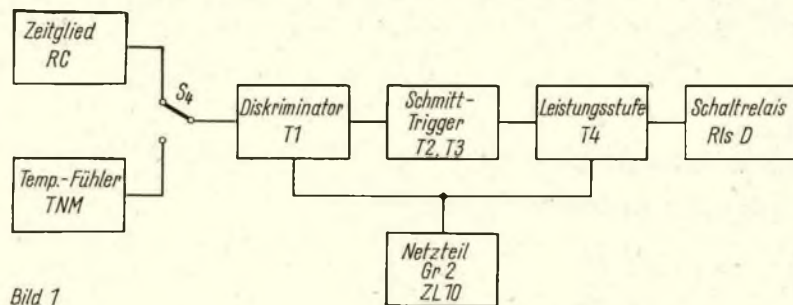 Zeitglied
RC
S4
Diskriminator
T1
Schmitt-
Trigger
T2, T3
Leistungsstufe
T4
Schaltrelais
Rls D
Temp.-Fühler
TNM
Netzteil
Gr 2
ZL 10
Bild 1